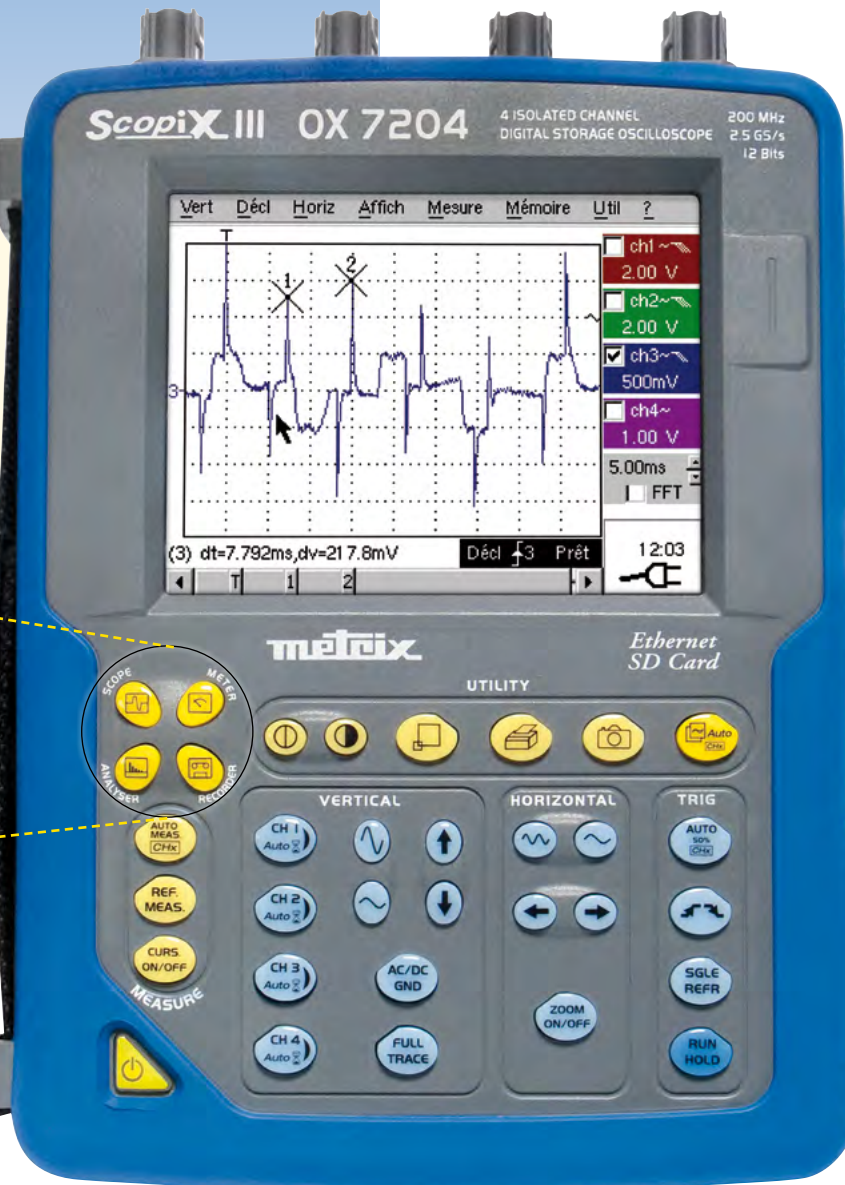 ScopiX III OX 7204
4 ISOLATED CHANNEL
DIGITAL STORAGE OSCILLOSCOPE
200 MHz
2.5 GS/s
12 Bits
Vert Décl Horiz Affich Mesure Mémoire Util ?
T
1
2
3
ch1
2.00 V
ch2
2.00 V
ch3
500mV
ch4
1.00 V
5.00ms
FFT
(3) dt=7.792ms,dv=217.8mV
Décl 3 Prêt
12:03
T 1 2
metrix
Ethernet
SD Card
SCOPE
METER
ANALYSER
RECORDER
UTILITY
Auto
CHx
AUTO
MEAS.
CHx
REF.
MEAS.
CURS.
ON/OFF
MEASURE
VERTICAL
CH 1
Auto
CH 2
Auto
CH 3
Auto
CH 4
Auto
AC/DC
GND
FULL
TRACE
HORIZONTAL
ZOOM
ON/OFF
TRIG
AUTO
50%
CHx
SGLE
REFR
RUN
HOLD